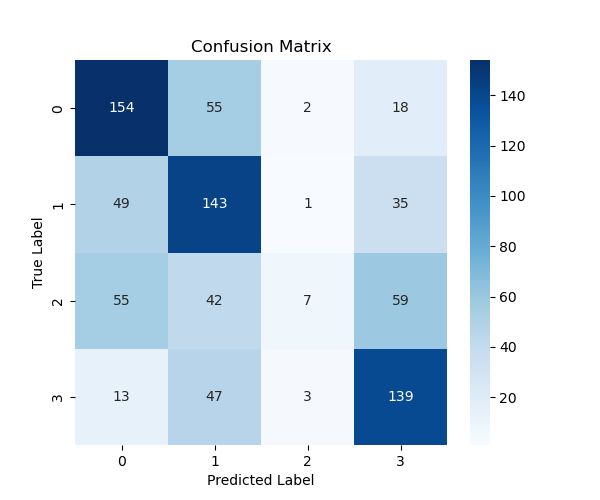 Confusion Matrix
0 154 55 2 18
1 49 143 1 35
2 55 42 7 59
3 13 47 3 139
0 1 2 3
True Label
Predicted Label
140
120
100
80
60
40
20